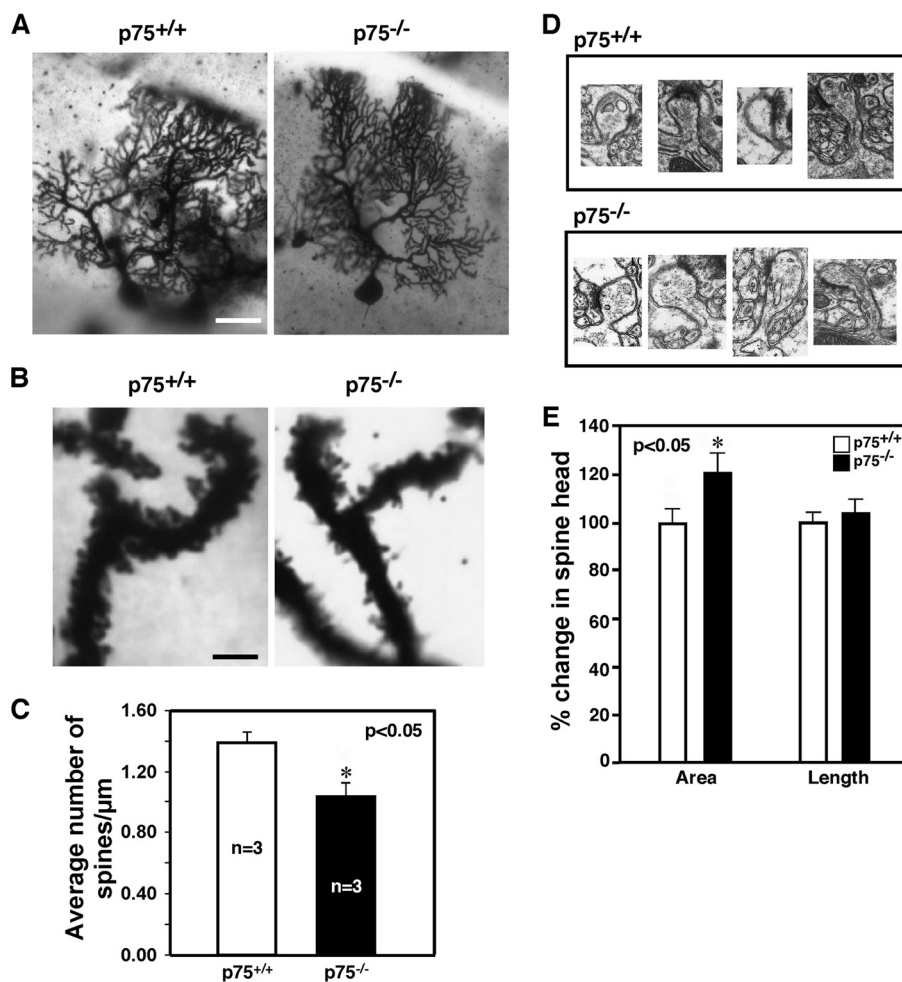 A
p75+/+
p75-/-
B
p75+/+
p75-/-
C
Average number of
spines/µm
1.60
1.20
0.80
0.40
0.00
p<0.05
*
n=3
n=3
p75+/+
p75-/-
D
p75+/+
p75-/-
E
% change in spine head
140
120
100
80
60
40
20
0
p<0.05
*
p75+/+
p75-/-
Area
Length